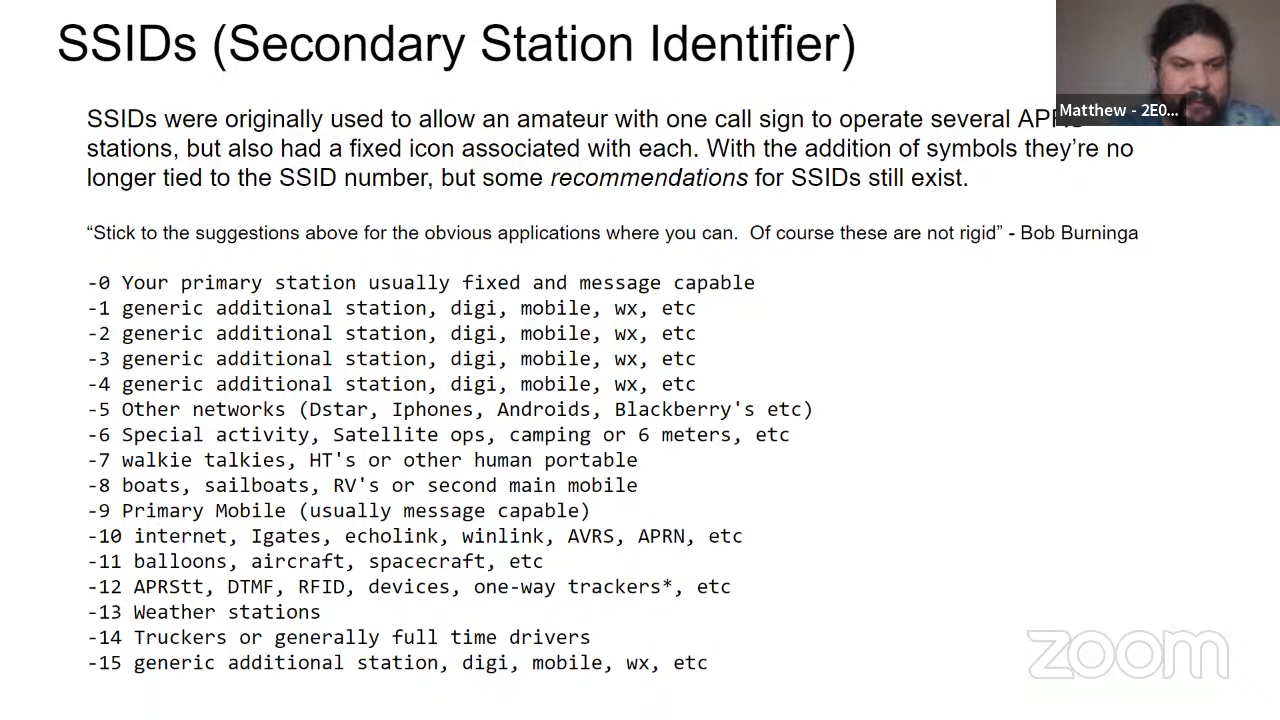 SSIDs (Secondary Station Identifier)
Matthew - 2E0...
SSIDs were originally used to allow an amateur with one call sign to operate several
stations, but also had a fixed icon associated with each. With the addition of symbols they're no
longer tied to the SSID number, but some recommendations for SSIDs still exist.
“Stick to the suggestions above for the obvious applications where you can.  Of course these are not rigid” - Bob Burninga
-0 Your primary station usually fixed and message capable
-1 generic additional station, digi, mobile, wx, etc
-2 generic additional station, digi, mobile, wx, etc
-3 generic additional station, digi, mobile, wx, etc
-4 generic additional station, digi, mobile, wx, etc
-5 Other networks (Dstar, Iphones, Androids, Blackberry's etc)
-6 Special activity, Satellite ops, camping or 6 meters, etc
-7 walkie talkies, HT's or other human portable
-8 boats, sailboats, RV's or second main mobile
-9 Primary Mobile (usually message capable)
-10 internet, Igates, echolink, winlink, AVRS, APRN, etc
-11 balloons, aircraft, spacecraft, etc
-12 APRStt, DTMF, RFID, devices, one-way trackers*, etc
-13 Weather stations
-14 Truckers or generally full time drivers
-15 generic additional station, digi, mobile, wx, etc
zoom